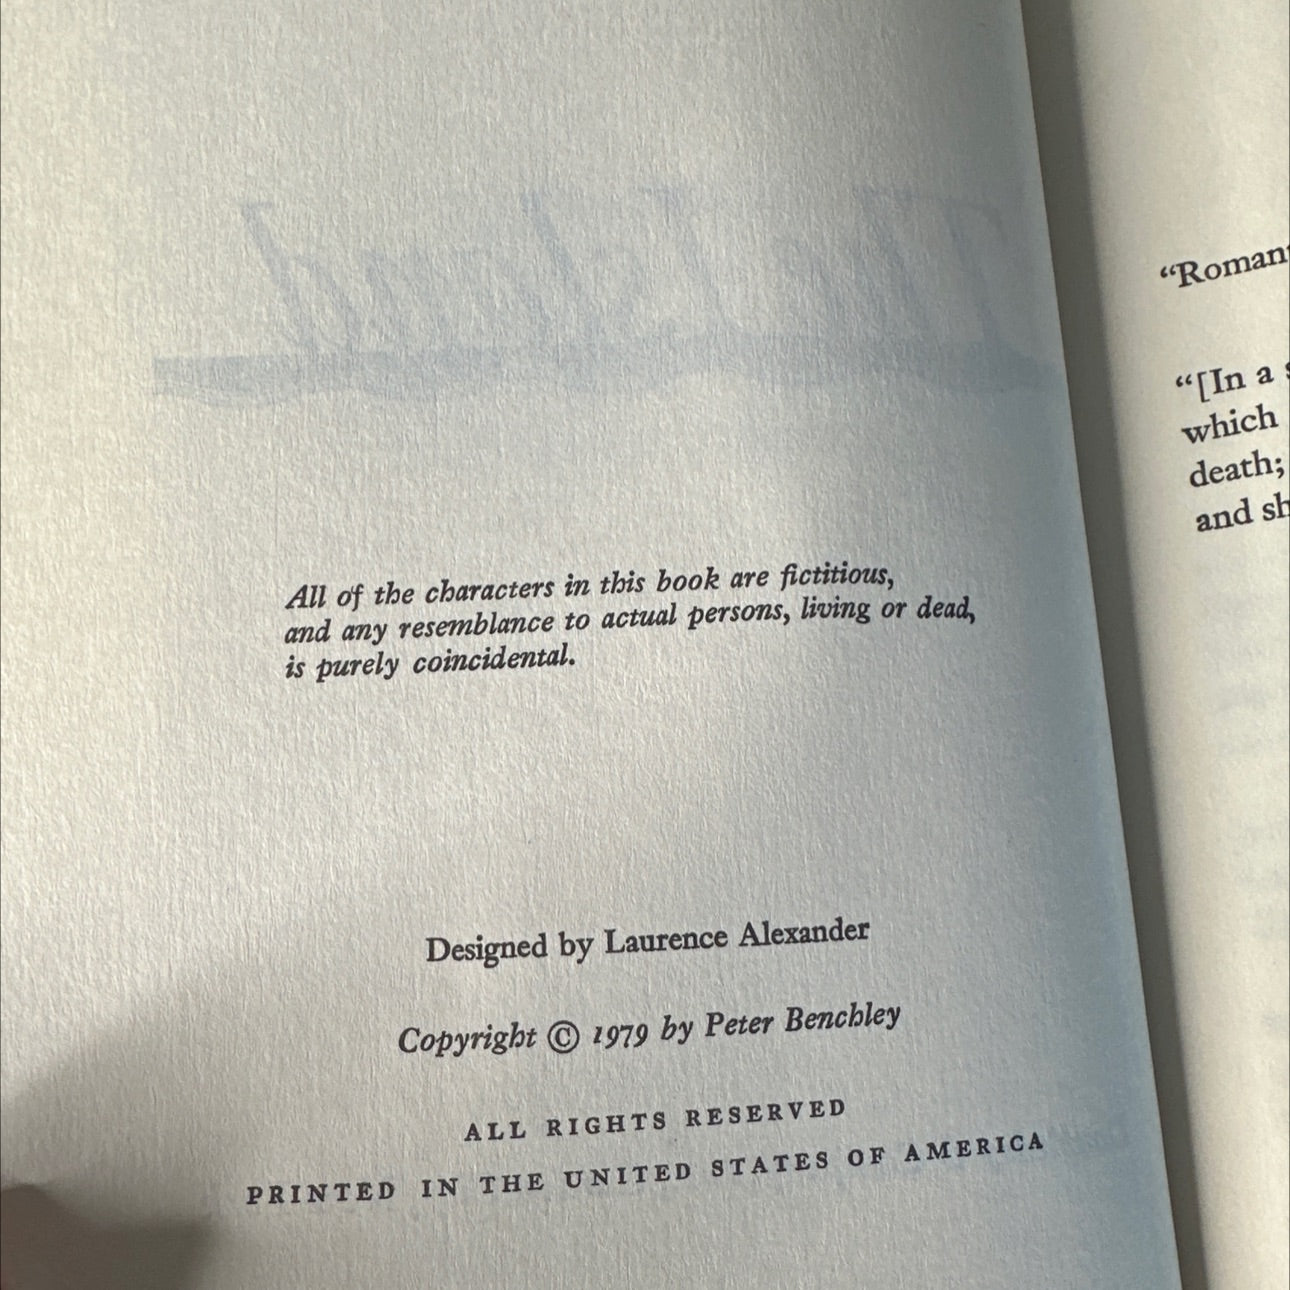 The Island
All of the characters in this book are fictitious,
and any resemblance to actual persons, living or dead,
is purely coincidental.
Designed by Laurence Alexander
Copyright © 1979 by Peter Benchley
ALL RIGHTS RESERVED
PRINTED IN THE UNITED STATES OF AMERICA
“Roman
“[In a
which
death;
and sh